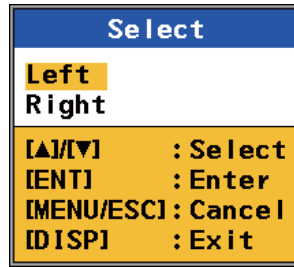 Select
Left
Right
[▲]/[▼] :Select
[ENT] :Enter
[MENU/ESC]:Cancel
[DISP] :Exit